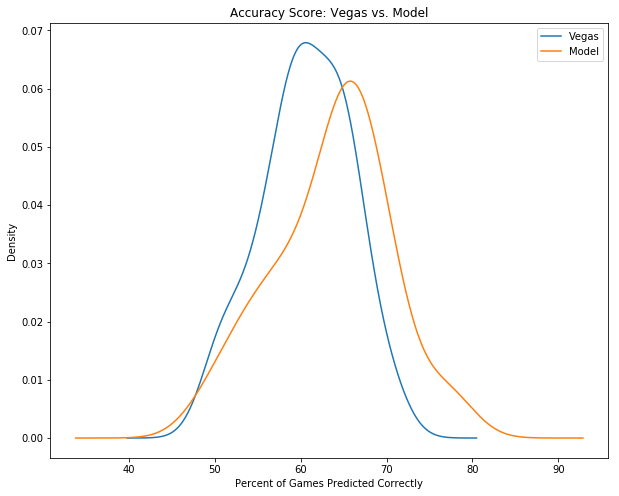 Accuracy Score: Vegas vs. Model
Vegas
Model
0.07
0.06
0.05
0.04
0.03
0.02
0.01
0.00
Density
40 50 60 70 80 90
Percent of Games Predicted Correctly